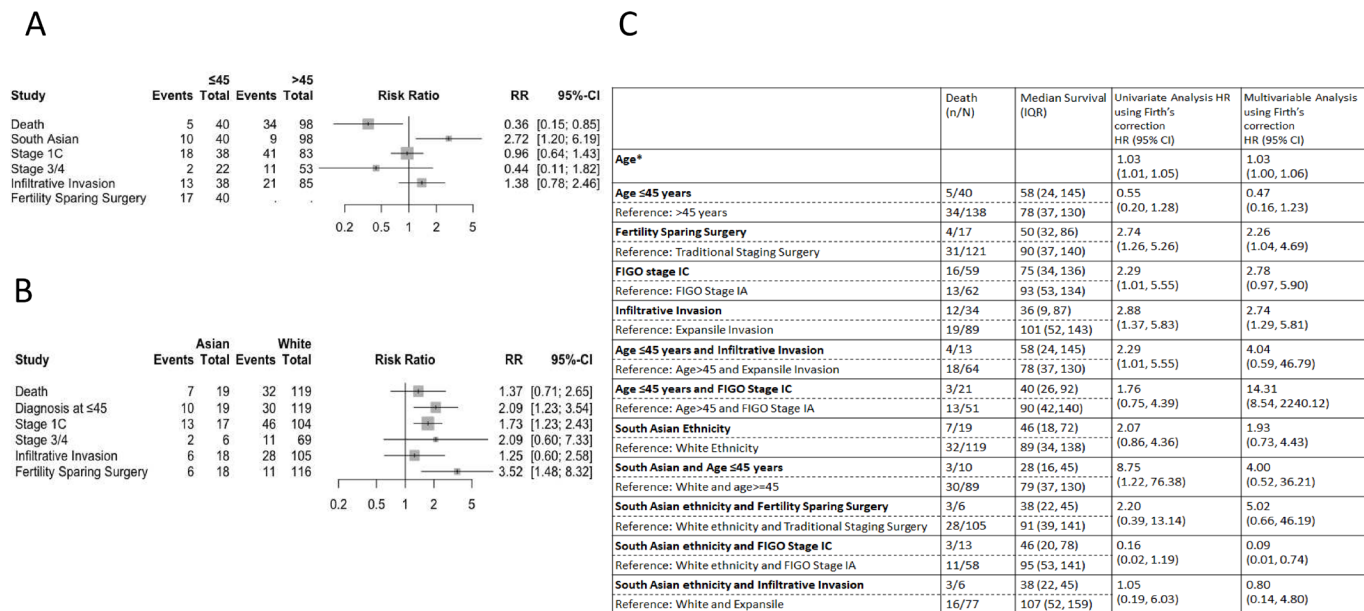 A
≤45 >45
Study Events Total Events Total Risk Ratio RR 95%-CI
Death 5 40 34 98 0.36 [0.15; 0.85]
South Asian 10 40 9 98 2.72 [1.20; 6.19]
Stage 1C 18 38 41 83 0.96 [0.64; 1.43]
Stage 3/4 2 22 11 53 0.44 [0.11; 1.82]
Infiltrative Invasion 13 38 21 85 1.38 [0.78; 2.46]
Fertility Sparing Surgery 17 40 . .
0.2 0.5 1 2 5
B
Asian White
Study Events Total Events Total Risk Ratio RR 95%-CI
Death 7 19 32 119 1.37 [0.71; 2.65]
Diagnosis at ≤45 10 19 30 119 2.09 [1.23; 3.54]
Stage 1C 13 17 46 104 1.73 [1.23; 2.43]
Stage 3/4 2 6 11 69 2.09 [0.60; 7.33]
Infiltrative Invasion 6 18 28 105 1.25 [0.60; 2.58]
Fertility Sparing Surgery 6 18 11 116 3.52 [1.48; 8.32]
0.2 0.5 1 2 5
C
Death Median Survival Univariate Analysis HR Multivariable Analysis
(n/N) (IQR) using Firth's using Firth's
correction correction
HR (95% CI) HR (95% CI)
Age* 1.03 1.03
(1.01, 1.05) (1.00, 1.06)
Age ≤45 years 5/40 58 (24, 145) 0.55 0.47
Reference: >45 years 34/138 78 (37, 130) (0.20, 1.28) (0.16, 1.23)
Fertility Sparing Surgery 4/17 50 (32, 86) 2.74 2.26
Reference: Traditional Staging Surgery 31/121 90 (37, 140) (1.26, 5.26) (1.04, 4.69)
FIGO stage IC 16/59 75 (34, 136) 2.29 2.78
Reference: FIGO Stage IA 13/62 93 (53, 134) (1.01, 5.55) (0.97, 5.90)
Infiltrative Invasion 12/34 36 (9, 87) 2.88 2.74
Reference: Expansile Invasion 19/89 101 (52, 143) (1.37, 5.83) (1.29, 5.81)
Age ≤45 years and Infiltrative Invasion 4/13 58 (24, 145) 2.29 4.04
Reference: Age>45 and Expansile Invasion 18/64 78 (37, 130) (1.01, 5.55) (0.59, 46.79)
Age ≤45 years and FIGO Stage IC 3/21 40 (26, 92) 1.76 14.31
Reference: Age>45 and FIGO Stage IA 13/51 90 (42,140) (0.75, 4.39) (8.54, 2240.12)
South Asian Ethnicity 7/19 46 (18, 72) 2.07 1.93
Reference: White Ethnicity 32/119 89 (34, 138) (0.86, 4.36) (0.73, 4.43)
South Asian and Age ≤45 years 3/10 28 (16, 45) 8.75 4.00
Reference: White and age>=45 30/89 79 (37, 130) (1.22, 76.38) (0.52, 36.21)
South Asian ethnicity and Fertility Sparing Surgery 3/6 38 (22, 45) 2.20 5.02
Reference: White ethnicity and Traditional Staging Surgery 28/105 91 (39, 141) (0.39, 13.14) (0.66, 46.19)
South Asian ethnicity and FIGO Stage IC 3/13 46 (20, 78) 0.16 0.09
Reference: White ethnicity and FIGO Stage IA 11/58 95 (53, 141) (0.02, 1.19) (0.01, 0.74)
South Asian ethnicity and Infiltrative Invasion 3/6 38 (22, 45) 1.05 0.80
Reference: White and Expansile 16/77 107 (52, 159) (0.19, 6.03) (0.14, 4.80)